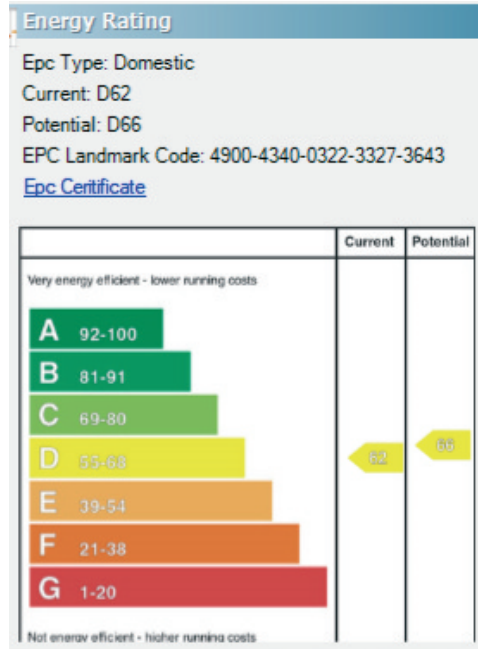 Energy Rating
Epc Type: Domestic
Current: D62
Potential: D66
EPC Landmark Code: 4900-4340-0322-3327-3643
Epc Ceritificate
Current Potential
Very energy efficient - lower running costs
A 92-100
B 81-91
C 69-80
D 55-68
62
66
E 39-54
F 21-38
G 1-20
Not energy efficient - higher running costs